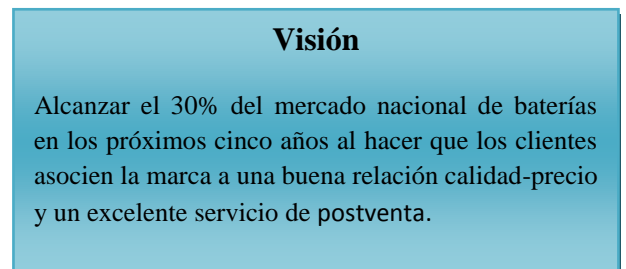 Visión
Alcanzar el 30% del mercado nacional de baterías
en los próximos cinco años al hacer que los clientes
asocien la marca a una buena relación calidad-precio
y un excelente servicio de postventa.